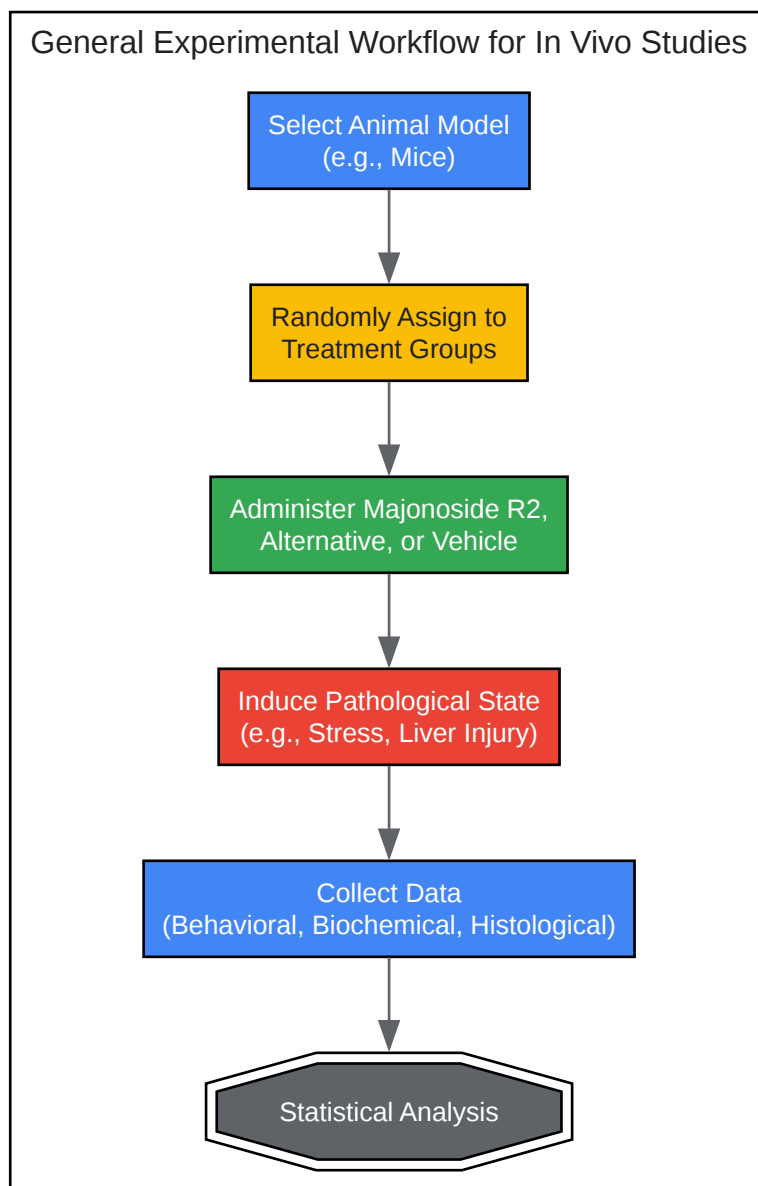 General Experimental Workflow for In Vivo Studies
Select Animal Model
(e.g., Mice)
Randomly Assign to
Treatment Groups
Administer Majonoside R2,
Alternative, or Vehicle
Induce Pathological State
(e.g., Stress, Liver Injury)
Collect Data
(Behavioral, Biochemical, Histological)
Statistical Analysis